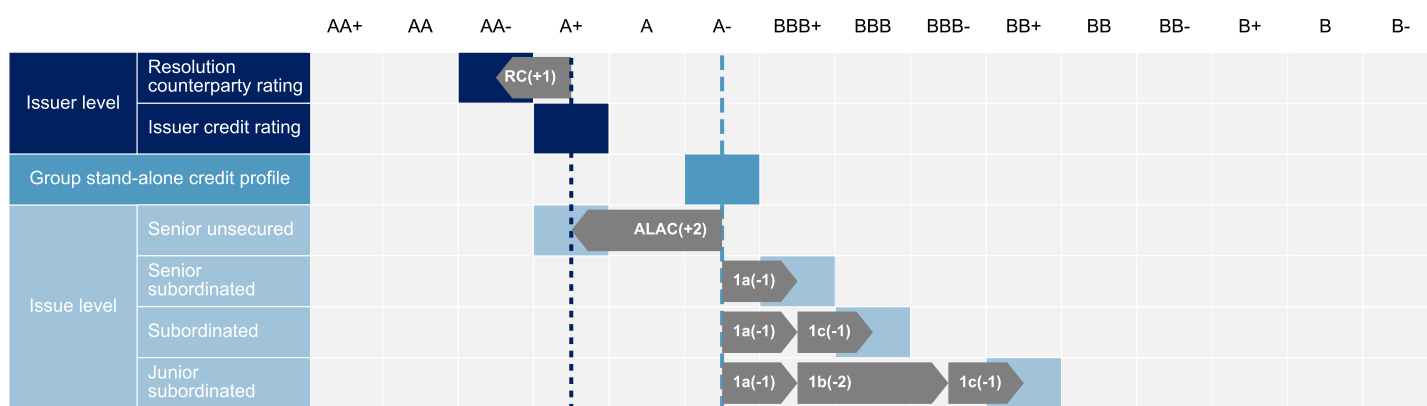 AA+ AA AA- A+ A A- BBB+ BBB BBB- BB+ BB BB- B+ B B-
Issuer level
Resolution
counterparty rating
RC(+1)
Issuer credit rating
Group stand-alone credit profile
Issue level
Senior unsecured
ALAC(+2)
Senior
subordinated
1a(-1)
Subordinated
1a(-1) 1c(-1)
Junior
subordinated
1a(-1) 1b(-2) 1c(-1)